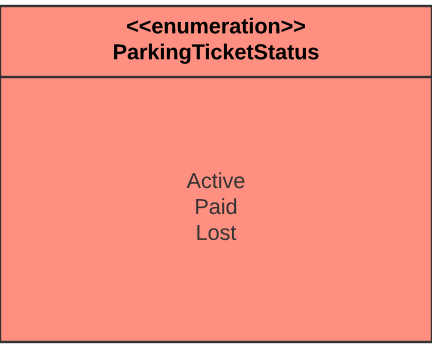 <<enumeration>>
ParkingTicketStatus
Active
Paid
Lost